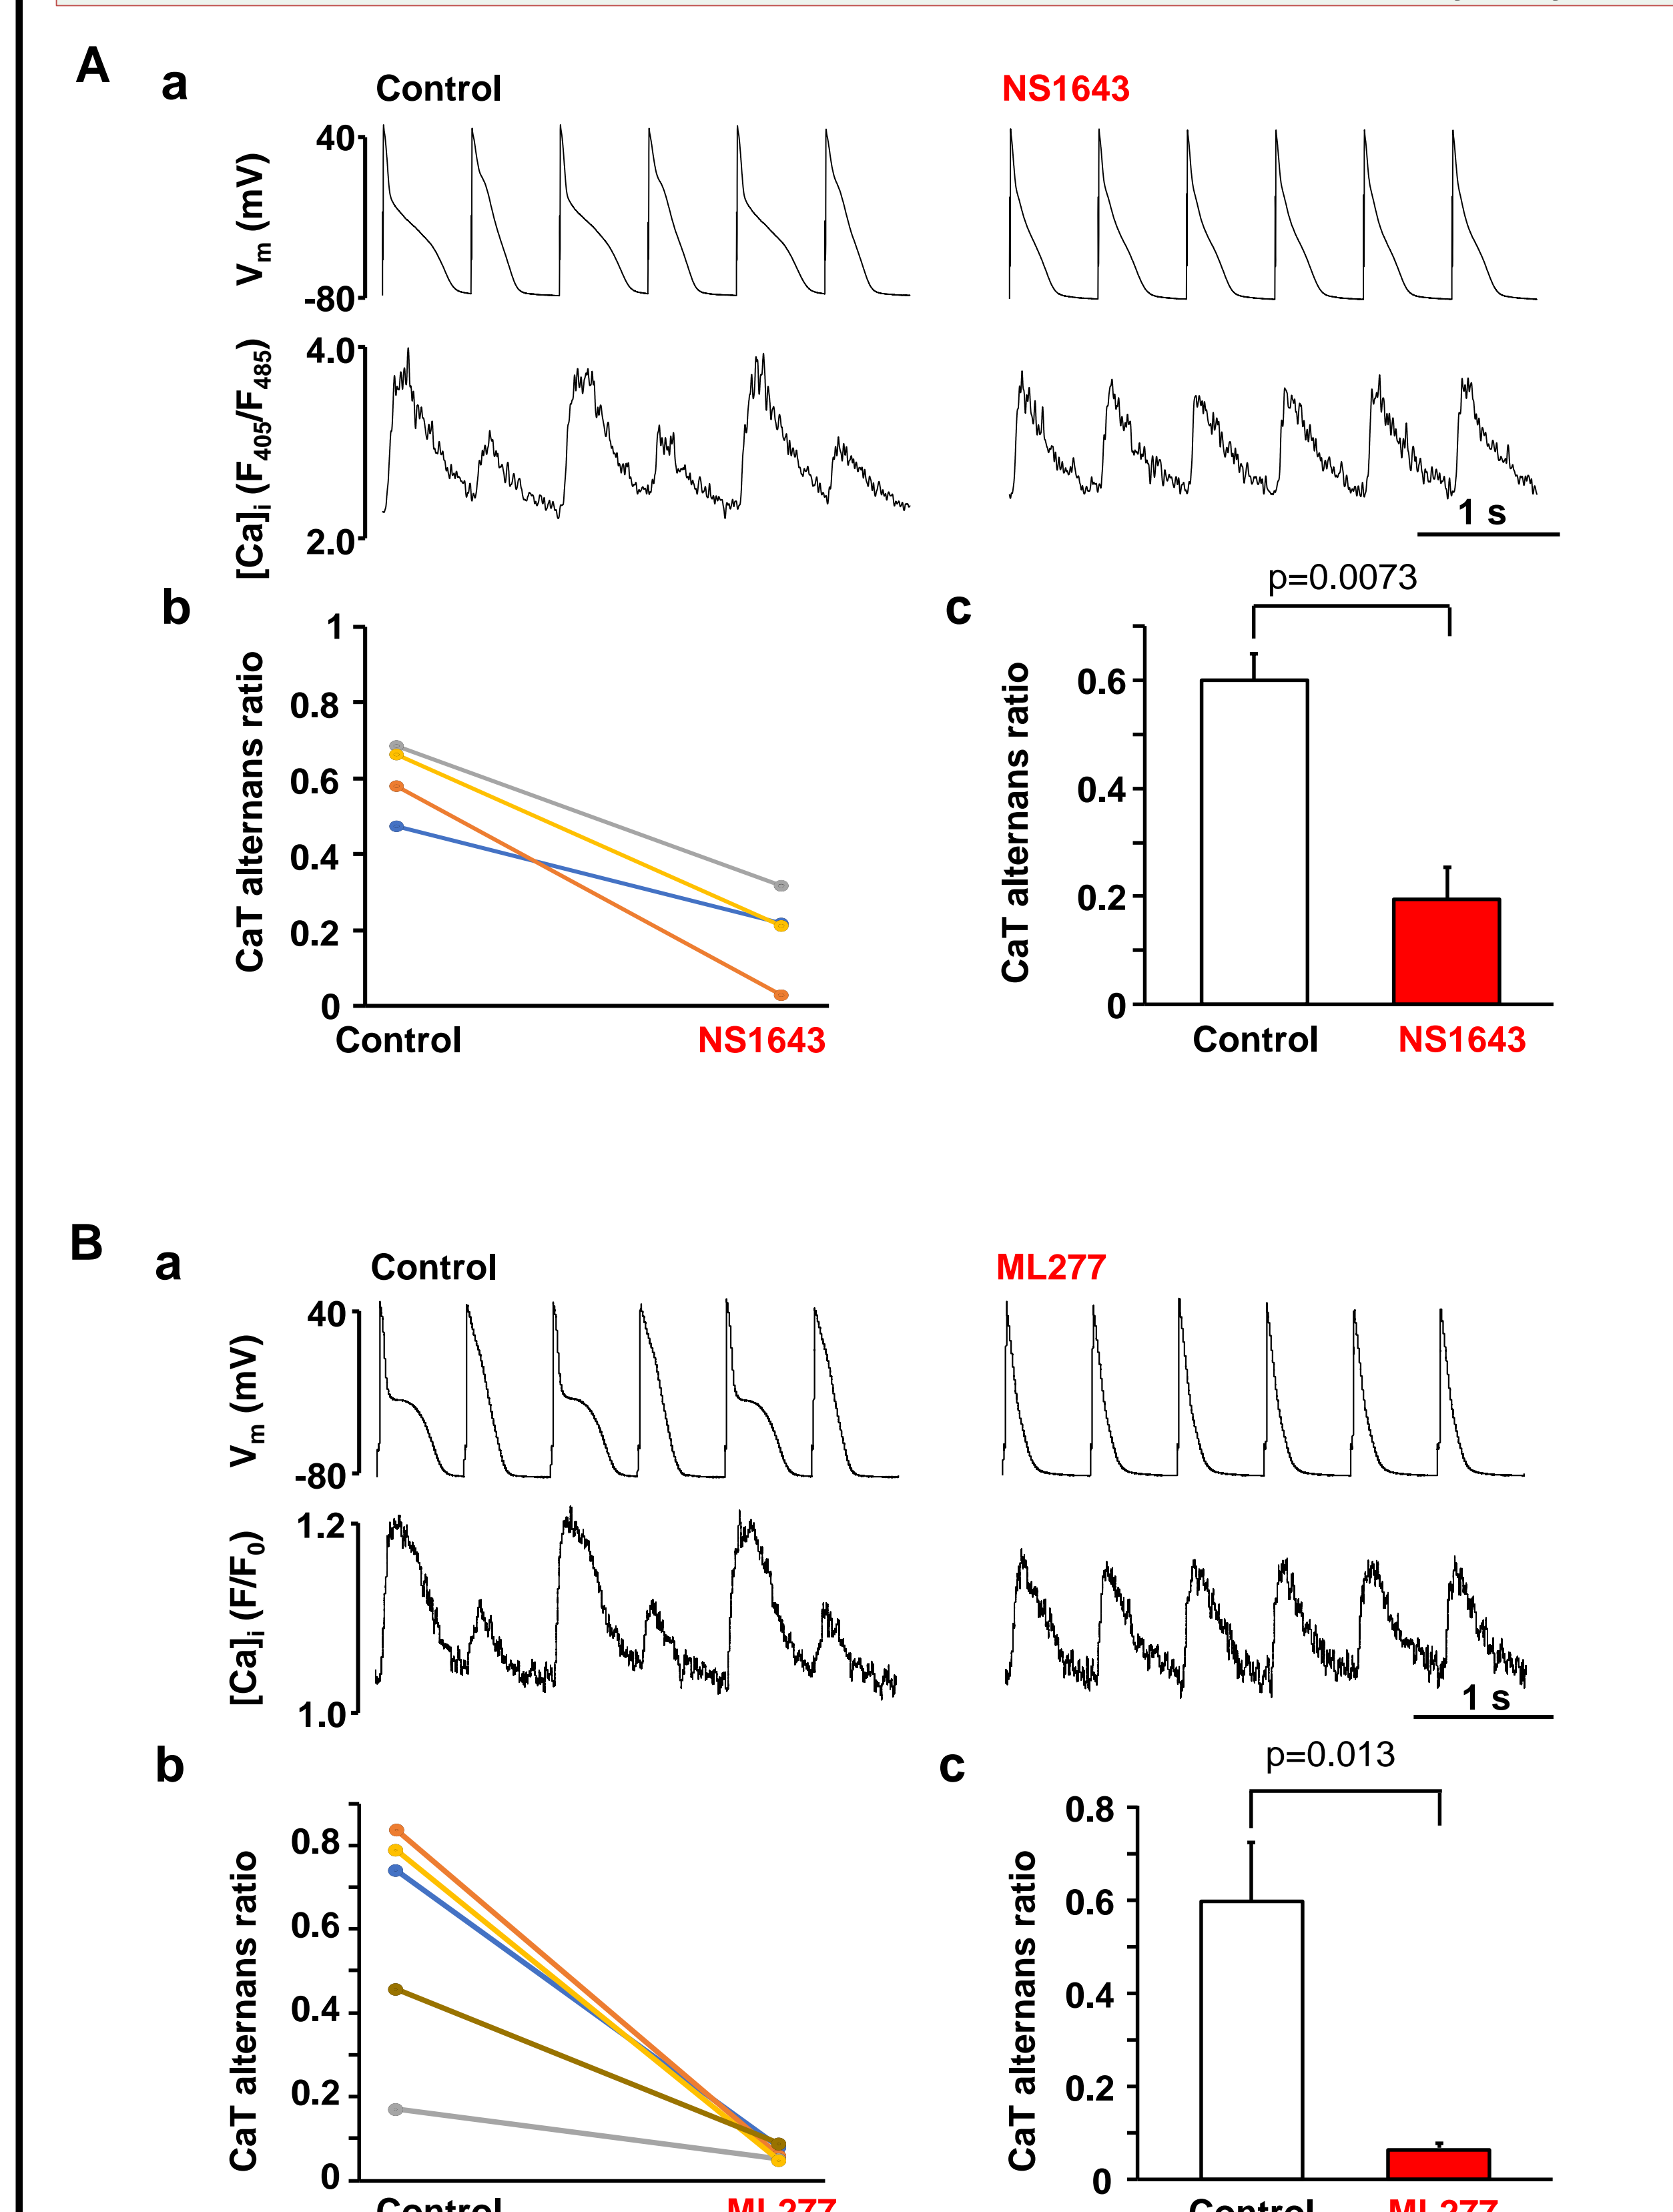 A
a
Control
NS1643
40
Vm (mV)
-80
4.0
[Ca]i (F405/F485)
2.0
1 s
b
1
0.8
0.6
0.4
0.2
0
CaT alternans ratio
Control
NS1643
c
p=0.0073
0.6
0.4
0.2
0
CaT alternans ratio
Control
NS1643
B
a
Control
ML277
40
Vm (mV)
-80
1.2
[Ca]i (F/F0)
1.0
1 s
b
0.8
0.6
0.4
0.2
0
CaT alternans ratio
Control
ML277
c
p=0.013
0.8
0.6
0.4
0.2
0
CaT alternans ratio
Control
ML277